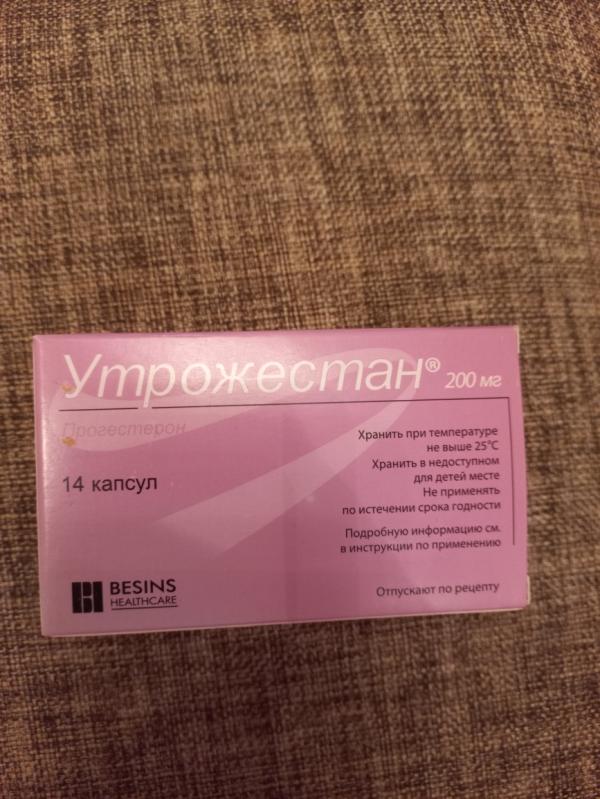 Утрожестан® 200 мг
Прогестерон
14 капсул
Хранить при температуре
не выше 25°C
Хранить в недоступном
для детей месте
Не применять
по истечении срока годности
Подробную информацию см.
в инструкции по применению
BESINS
HEALTHCARE
Отпускают по рецепту